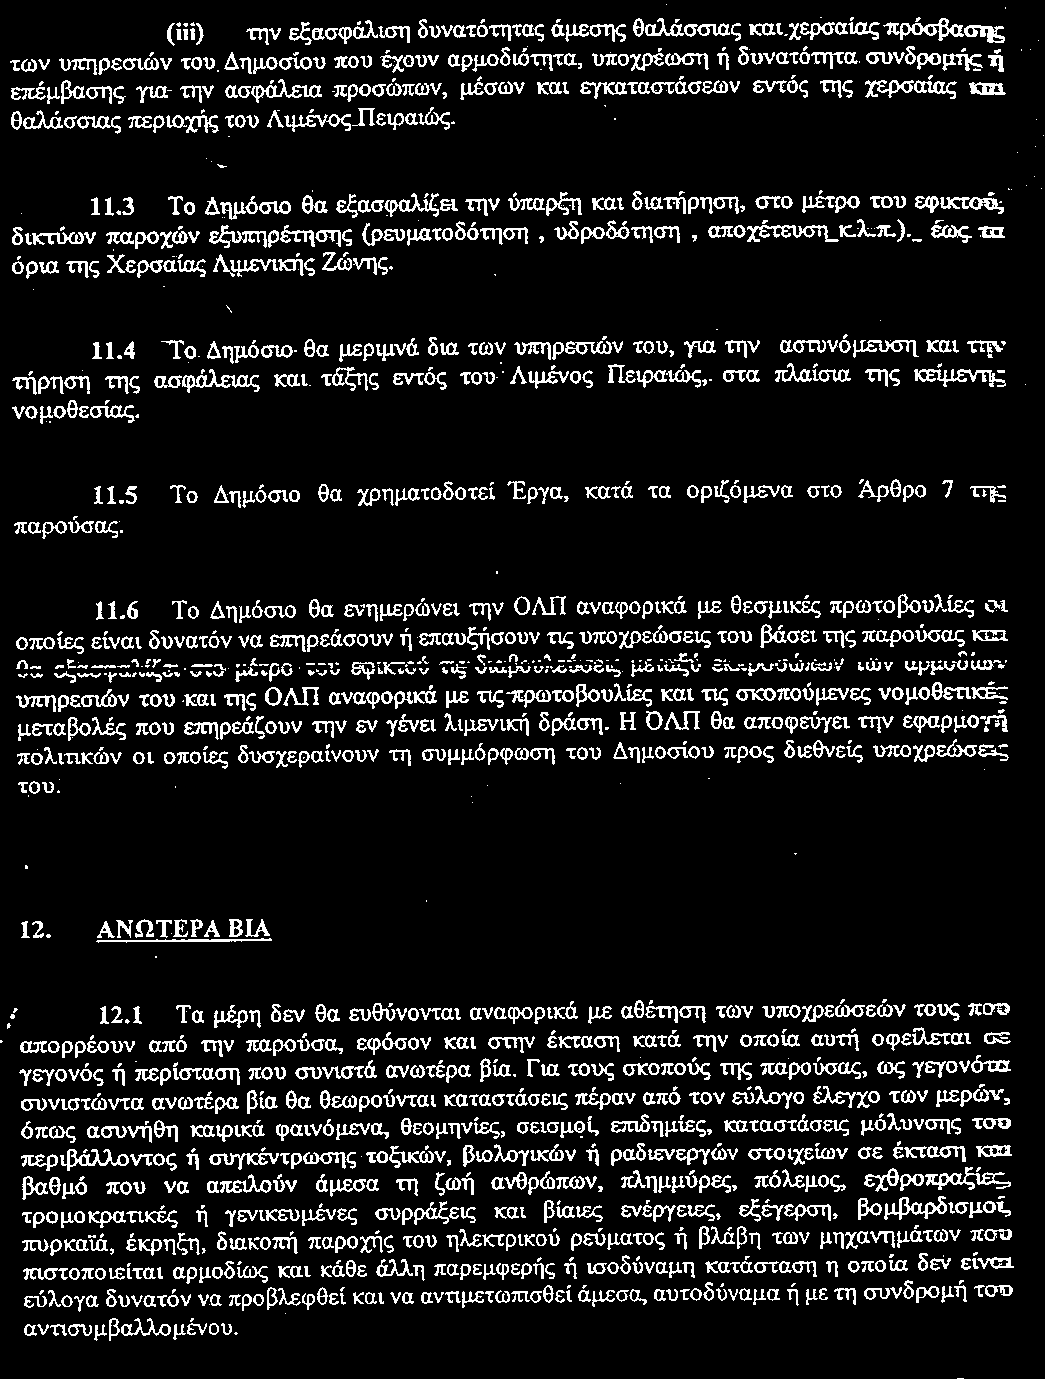 (iii) την εξασφάλιση δυνατότητας άμεσης θαλάσσιας και χερσαίας πρόσβασης
των υπηρεσιών του Δημοσίου που έχουν αρμοδιότητα, υποχρέωση ή δυνατότητα συνδρομής ή
επέμβασης για την ασφάλεια προσώπων, μέσων και εγκαταστάσεων εντός της χερσαίας και
θαλάσσιας περιοχής του Λιμένος Πειραιώς.
11.3 Το Δημόσιο θα εξασφαλίζει την ύπαρξη και διατήρηση, στο μέτρο του εφικτού,
δικτύων παροχών εξυπηρέτησης (ρευματοδότηση , υδροδότηση , αποχέτευση κ.λ.π.). έως τα
όρια της Χερσαίας Λιμενικής Ζώνης.
11.4 Το Δημόσιο θα μεριμνά δια των υπηρεσιών του, για την αστυνόμευση και την
τήρηση της ασφάλειας και τάξης εντός του Λιμένος Πειραιώς, στα πλαίσια της κείμενης
νομοθεσίας.
11.5 Το Δημόσιο θα χρηματοδοτεί Έργα, κατά τα οριζόμενα στο Άρθρο 7 της
παρούσας.
11.6 Το Δημόσιο θα ενημερώνει την ΟΛΠ αναφορικά με θεσμικές πρωτοβουλίες οι
οποίες είναι δυνατόν να επηρεάσουν ή επαυξήσουν τις υποχρεώσεις του βάσει της παρούσας και
θα εξασφαλίζει στο μέτρο του εφικτού τις διαβουλεύσεις μεταξύ εκπροσώπων των αρμοδίων
υπηρεσιών του και της ΟΛΠ αναφορικά με τις πρωτοβουλίες και τις σκοπούμενες νομοθετικές
μεταβολές που επηρεάζουν την εν γένει λιμενική δράση. Η ΟΛΠ θα αποφεύγει την εφαρμογή
πολιτικών οι οποίες δυσχεραίνουν τη συμμόρφωση του Δημοσίου προς διεθνείς υποχρεώσεις
του.
12. ΑΝΩΤΕΡΑ ΒΙΑ
12.1 Τα μέρη δεν θα ευθύνονται αναφορικά με αθέτηση των υποχρεώσεών τους που
απορρέουν από την παρούσα, εφόσον και στην έκταση κατά την οποία αυτή οφείλεται σε
γεγονός ή περίσταση που συνιστά ανωτέρα βία. Για τους σκοπούς της παρούσας, ως γεγονότα
συνιστώντα ανωτέρα βία θα θεωρούνται καταστάσεις πέραν από τον εύλογο έλεγχο των μερών,
όπως ασυνήθη καιρικά φαινόμενα, θεομηνίες, σεισμοί, επιδημίες, καταστάσεις μόλυνσης του
περιβάλλοντος ή συγκέντρωσης τοξικών, βιολογικών ή ραδιενεργών στοιχείων σε έκταση και
βαθμό που να απειλούν άμεσα τη ζωή ανθρώπων, πλημμύρες, πόλεμος, εχθροπραξίες,
τρομοκρατικές ή γενικευμένες συρράξεις και βίαιες ενέργειες, εξέγερση, βομβαρδισμοί,
πυρκαϊά, έκρηξη, διακοπή παροχής του ηλεκτρικού ρεύματος ή βλάβη των μηχανημάτων που
πιστοποιείται αρμοδίως και κάθε άλλη παρεμφερής ή ισοδύναμη κατάσταση η οποία δεν είναι
εύλογα δυνατόν να προβλεφθεί και να αντιμετωπισθεί άμεσα, αυτοδύναμα ή με τη συνδρομή του
αντισυμβαλλομένου.